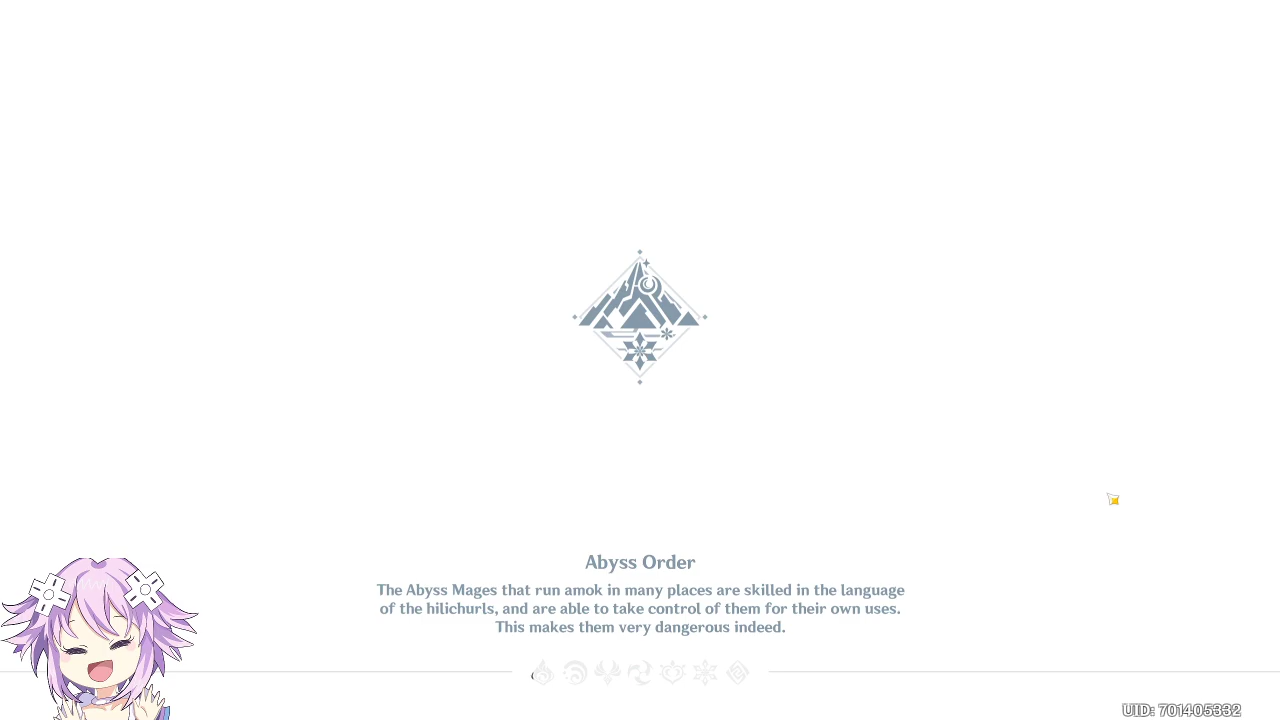 Abyss Order
The Abyss Mages that run amok in many places are skilled in the language
of the hilichurls, and are able to take control of them for their own uses.
This makes them very dangerous indeed.
UID: 701405332